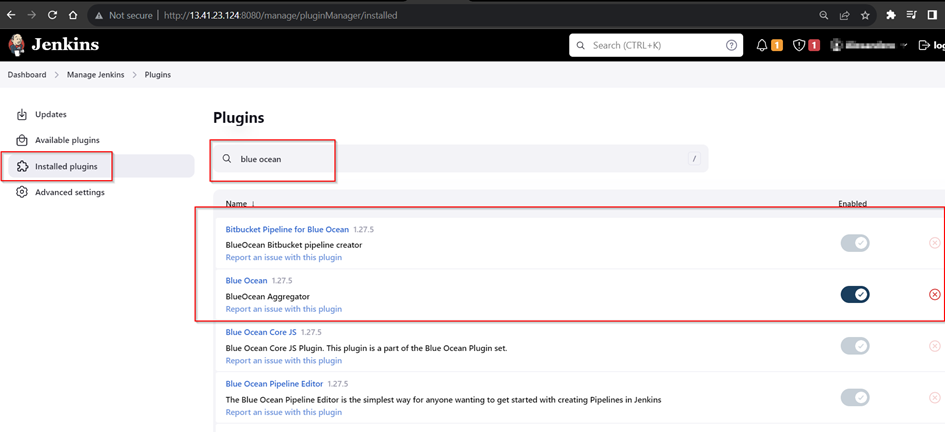 Not secure | http://13.41.23.124:8080/manage/pluginManager/installed
Jenkins
Search (CTRL+K)
1
1
log
Dashboard > Manage Jenkins > Plugins
Updates
Available plugins
Installed plugins
Advanced settings
Plugins
blue ocean
/
Name ↓
Enabled
Bitbucket Pipeline for Blue Ocean 1.27.5
BlueOcean Bitbucket pipeline creator
Report an issue with this plugin
Blue Ocean 1.27.5
BlueOcean Aggregator
Report an issue with this plugin
Blue Ocean Core JS 1.27.5
Blue Ocean Core JS Plugin. This plugin is a part of the Blue Ocean Plugin set.
Report an issue with this plugin
Blue Ocean Pipeline Editor 1.27.5
The Blue Ocean Pipeline Editor is the simplest way for anyone wanting to get started with creating Pipelines in Jenkins
Report an issue with this plugin